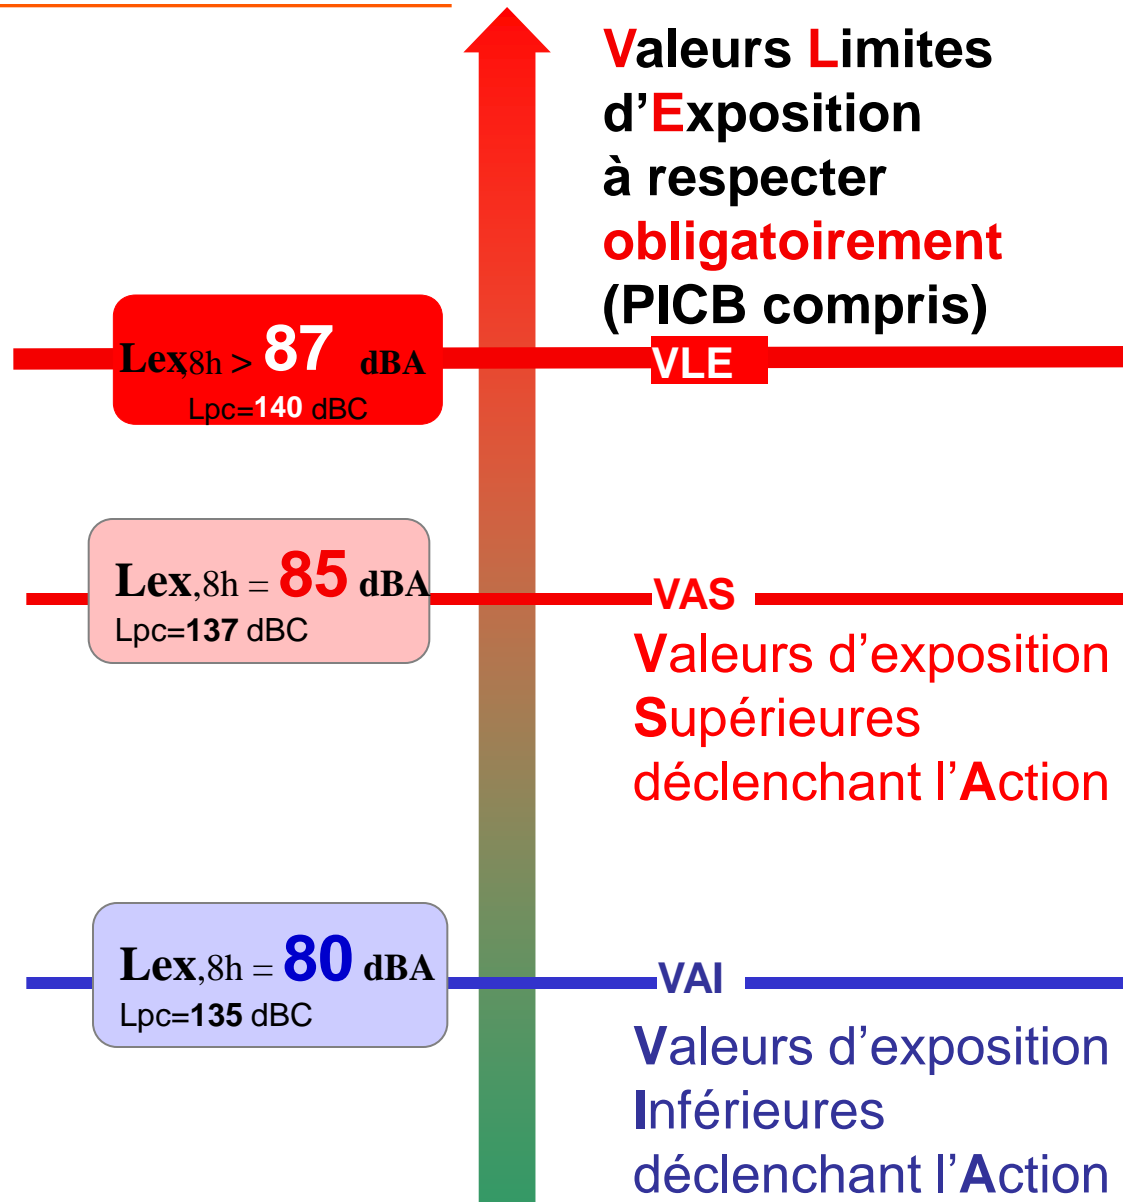 Valeurs Limites
d’Exposition
à respecter
obligatoirement
(PICB compris)
Lex,8h > 87 dBA
Lpc=140 dBC
VLE
Lex,8h = 85 dBA
Lpc=137 dBC
VAS
Valeurs d’exposition
Supérieures
déclenchant l’Action
Lex,8h = 80 dBA
Lpc=135 dBC
VAI
Valeurs d’exposition
Inférieures
déclenchant l’Action